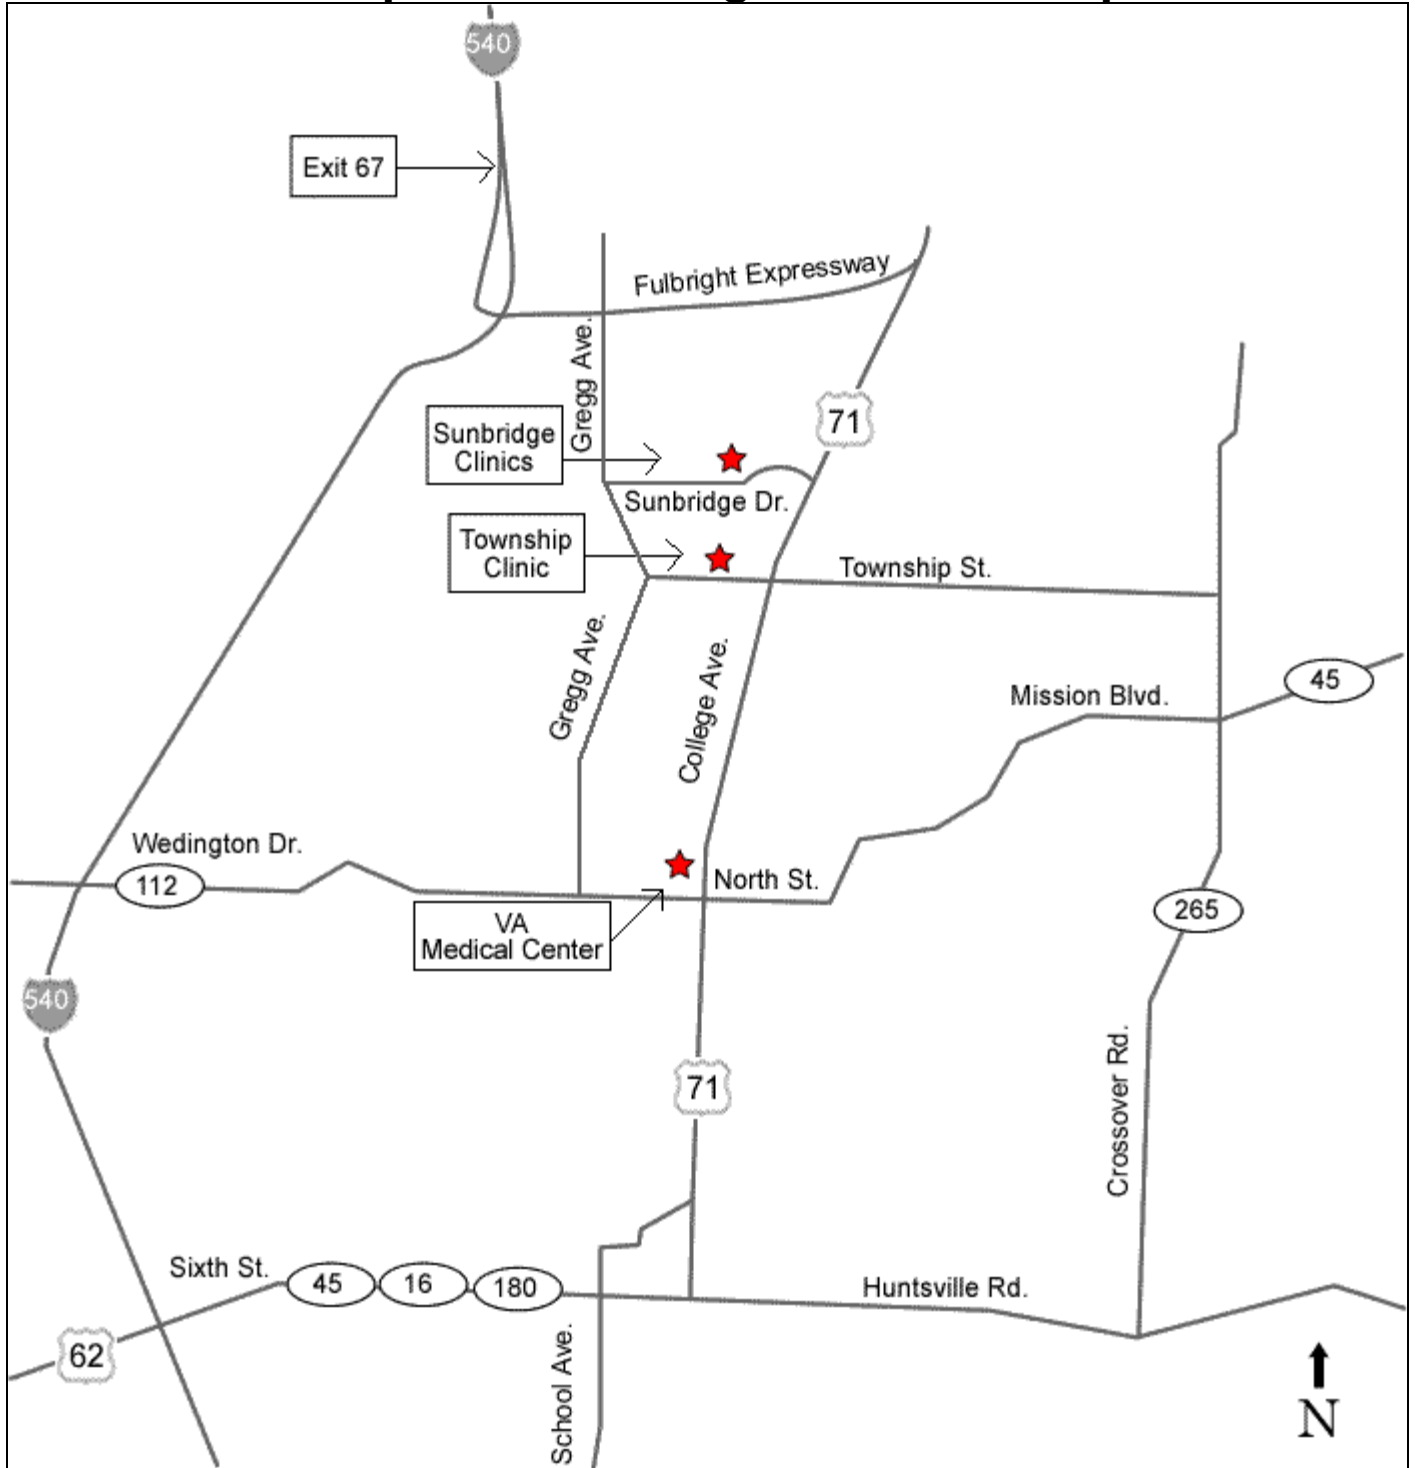 540
Exit 67
Fulbright Expressway
Gregg Ave.
71
Sunbridge
Clinics
Sunbridge Dr.
Township
Clinic
Township St.
Gregg Ave.
College Ave.
Mission Blvd.
45
Wedington Dr.
112
North St.
VA
Medical Center
265
540
71
Crossover Rd.
Sixth St.
45
16
180
Huntsville Rd.
62
School Ave.
N